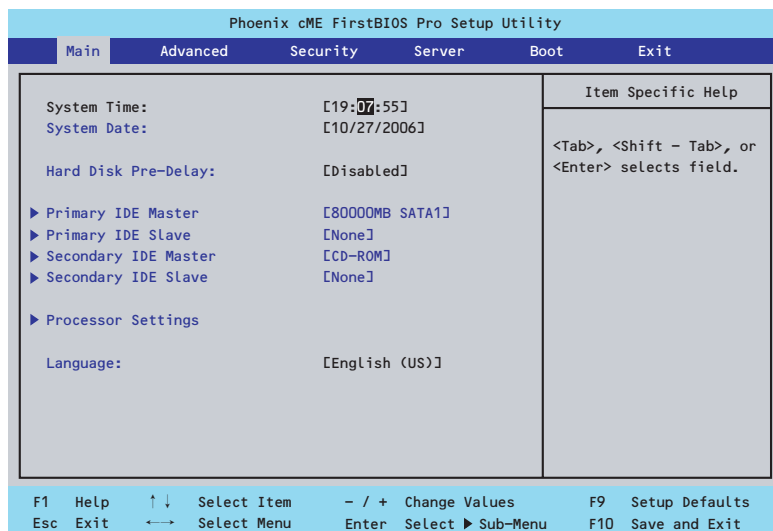 Phoenix cME FirstBIOS Pro Setup Utility
Main Advanced Security Server Boot Exit
System Time: [19:07:55]
System Date: [10/27/2006]
Hard Disk Pre-Delay: [Disabled]
▶ Primary IDE Master [80000MB SATA1]
▶ Primary IDE Slave [None]
▶ Secondary IDE Master [CD-ROM]
▶ Secondary IDE Slave [None]
▶ Processor Settings
Language: [English (US)]
Item Specific Help
<Tab>, <Shift - Tab>, or
<Enter> selects field.
F1 Help ↑↓ Select Item - / + Change Values F9 Setup Defaults
Esc Exit ←→ Select Menu Enter Select ▶ Sub-Menu F10 Save and Exit